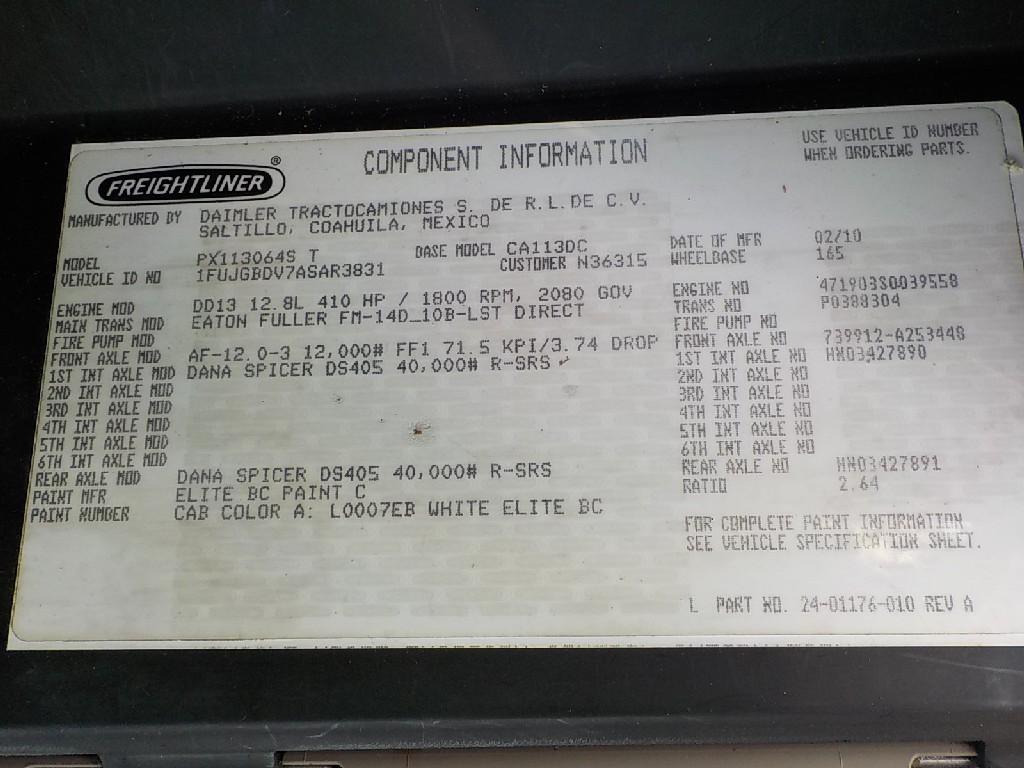 FREIGHTLINER®
COMPONENT INFORMATION
USE VEHICLE ID NUMBER
WHEN ORDERING PARTS.
MANUFACTURED BY DAIMLER TRACTOCAMIONES S. DE R.L.DE C.V.
SALTILLO, COAHUILA, MEXICO
MODEL PX113064S T BASE MODEL CA113DC DATE OF MFR 02/10
VEHICLE ID NO 1FUJGBDV7ASAR3831 CUSTOMER N36315 WHEELBASE 165
ENGINE MOD DD13 12.8L 410 HP / 1800 RPM, 2080 GOV ENGINE NO 471903S0039558
MAIN TRANS MOD EATON FULLER FM-14D_10B-LST DIRECT TRANS NO P0388304
FIRE PUMP MOD FIRE PUMP NO
FRONT AXLE MOD AF-12.0-3 12,000# FF1 71.5 KPI/3.74 DROP FRONT AXLE NO 739912-A253448
1ST INT AXLE MOD DANA SPICER DS405 40,000# R-SRS 1ST INT AXLE NO HN03427890
2ND INT AXLE MOD 2ND INT AXLE NO
3RD INT AXLE MOD 3RD INT AXLE NO
4TH INT AXLE MOD 4TH INT AXLE NO
5TH INT AXLE MOD 5TH INT AXLE NO
6TH INT AXLE MOD 6TH INT AXLE NO
REAR AXLE MOD DANA SPICER DS405 40,000# R-SRS REAR AXLE NO HN03427891
PAINT MFR ELITE BC PAINT C RATIO 2.64
PAINT NUMBER CAB COLOR A: L0007EB WHITE ELITE BC
FOR COMPLETE PAINT INFORMATION
SEE VEHICLE SPECIFICATION SHEET.
L PART NO. 24-01176-010 REV A